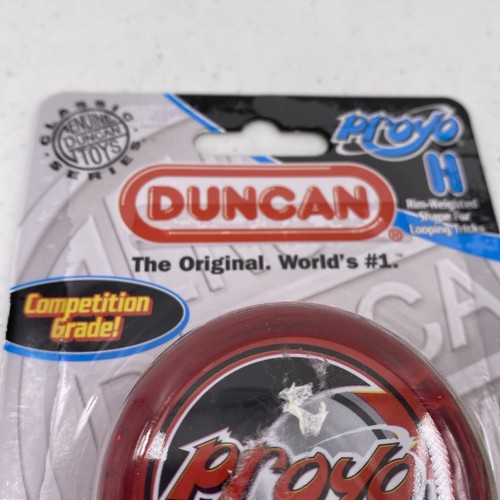 CLASSIC
GENUINE
DUNCAN
TOYS
SERIES
proyo
H
Rim-Weighted
Shape For
Looping Tricks
DUNCAN®
The Original. World's #1.™
Competition
Grade!
proyo